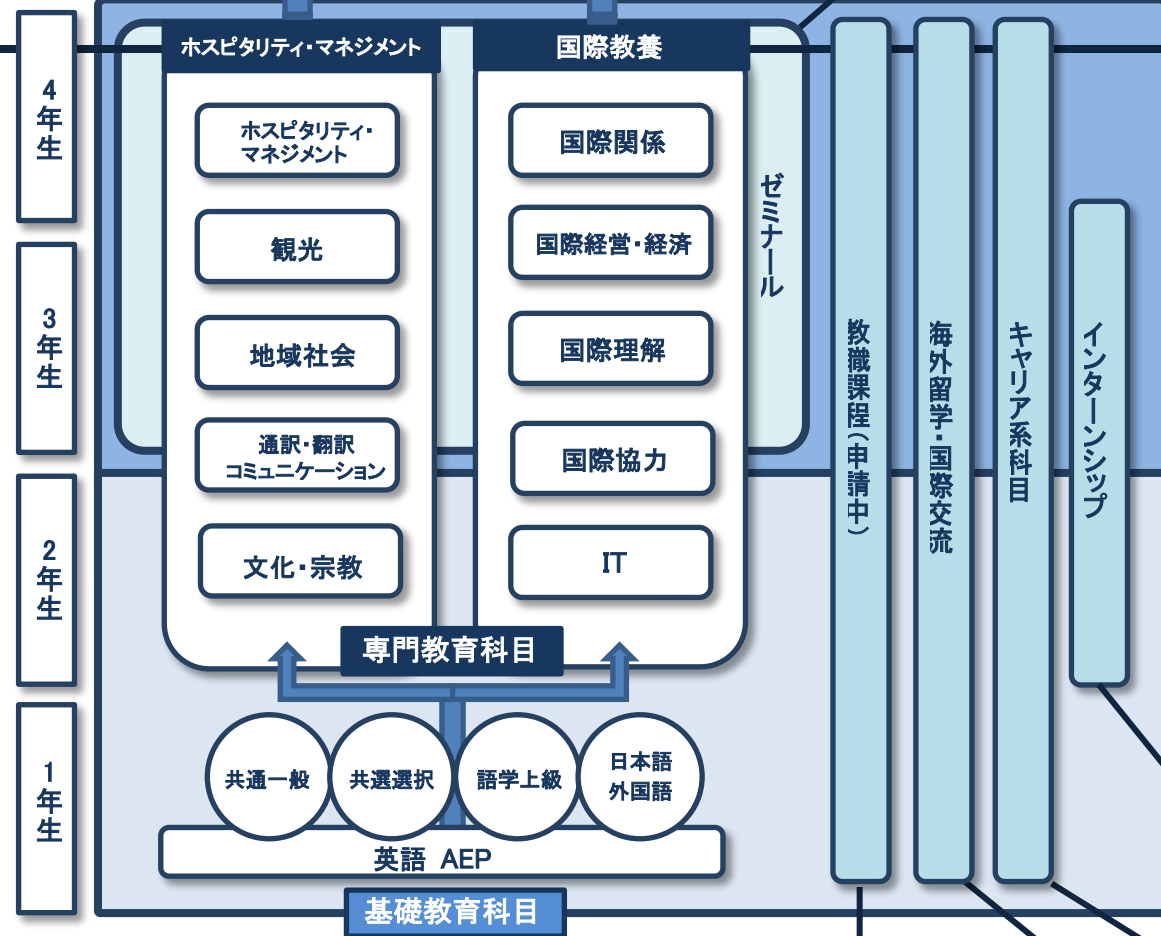 4年生
3年生
2年生
1年生
ホスピタリティ・マネジメント
ホスピタリティ・
マネジメント
観光
地域社会
通訳・翻訳
コミュニケーション
文化・宗教
国際教養
国際関係
国際経営・経済
国際理解
国際協力
IT
ゼミナール
専門教育科目
共通一般
共選選択
語学上級
日本語
外国語
英語 AEP
基礎教育科目
教職課程(申請中)
海外留学・国際交流
キャリア系科目
インターンシップ